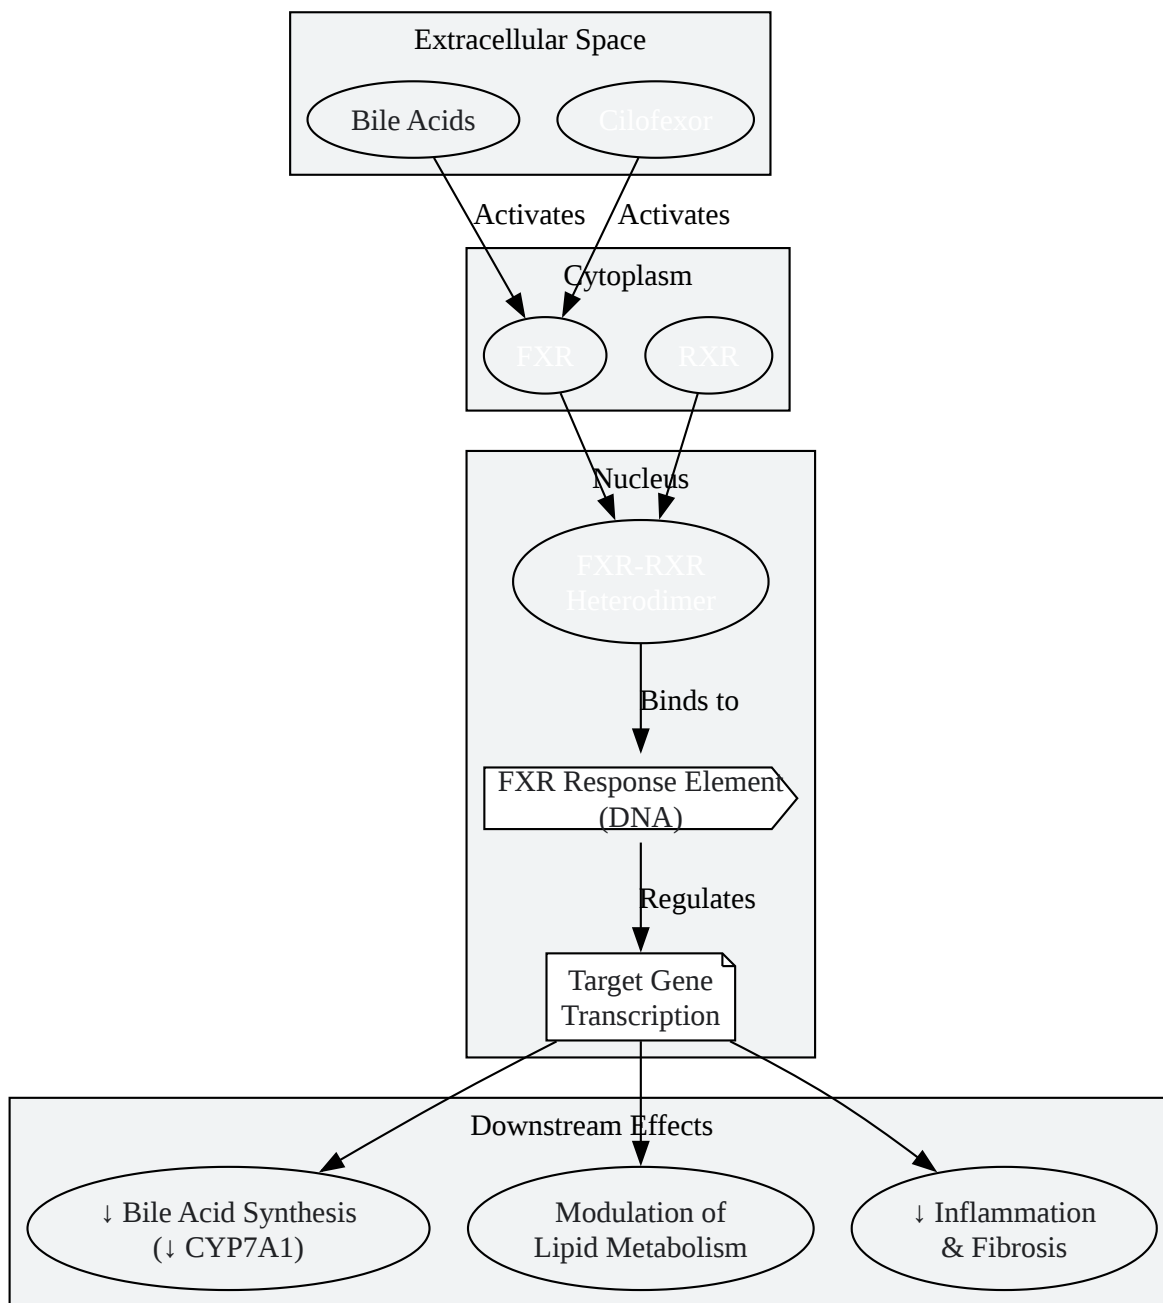 Extracellular Space
Bile Acids
Cilofexor
Activates
Activates
Cytoplasm
FXR
RXR
Nucleus
FXR-RXR
Heterodimer
Binds to
FXR Response Element
(DNA)
Regulates
Target Gene
Transcription
Downstream Effects
↓ Bile Acid Synthesis
(↓ CYP7A1)
Modulation of
Lipid Metabolism
↓ Inflammation
& Fibrosis